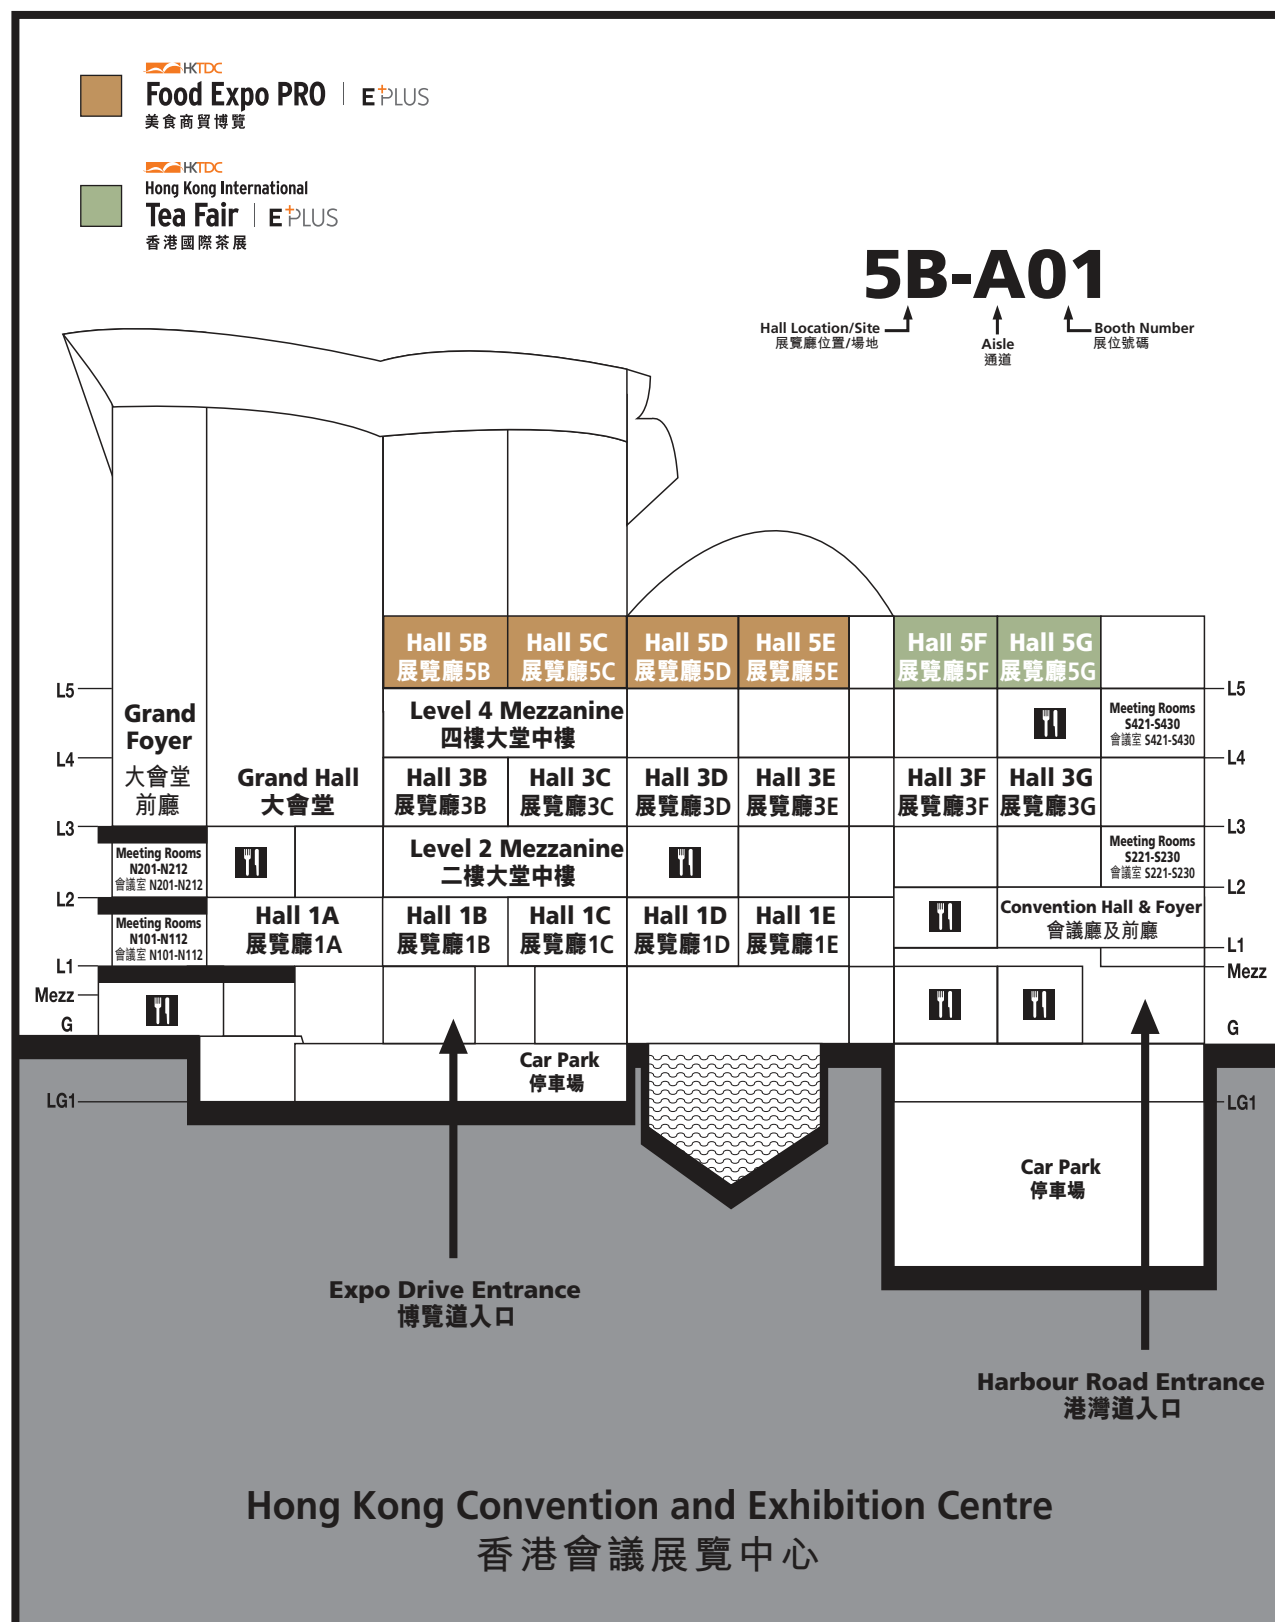 HKTDC
Food Expo PRO | E+PLUS
美食商貿博覽
HKTDC
Hong Kong International
Tea Fair | E+PLUS
香港國際茶展
5B-A01
Hall Location/Site
展覽廳位置/場地
Aisle
通道
Booth Number
展位號碼
Hall 5B
展覽廳5B
Hall 5C
展覽廳5C
Hall 5D
展覽廳5D
Hall 5E
展覽廳5E
Hall 5F
展覽廳5F
Hall 5G
展覽廳5G
L5
L5
Grand
Foyer
大會堂
前廳
Level 4 Mezzanine
四樓大堂中樓
Meeting Rooms
S421-S430
會議室 S421-S430
L4
L4
Grand Hall
大會堂
Hall 3B
展覽廳3B
Hall 3C
展覽廳3C
Hall 3D
展覽廳3D
Hall 3E
展覽廳3E
Hall 3F
展覽廳3F
Hall 3G
展覽廳3G
L3
L3
Meeting Rooms
N201-N212
會議室 N201-N212
Level 2 Mezzanine
二樓大堂中樓
Meeting Rooms
S221-S230
會議室 S221-S230
L2
L2
Meeting Rooms
N101-N112
會議室 N101-N112
Hall 1A
展覽廳1A
Hall 1B
展覽廳1B
Hall 1C
展覽廳1C
Hall 1D
展覽廳1D
Hall 1E
展覽廳1E
Convention Hall & Foyer
會議廳及前廳
L1
L1
Mezz
Mezz
G
G
Car Park
停車場
LG1
LG1
Car Park
停車場
Expo Drive Entrance
博覽道入口
Harbour Road Entrance
港灣道入口
Hong Kong Convention and Exhibition Centre
香港會議展覽中心